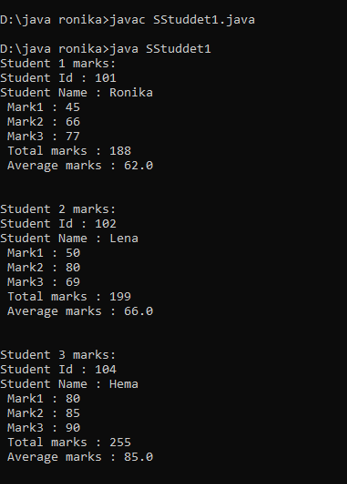 D:\java ronika>javac SStuddet1.java
D:\java ronika>java SStuddet1
Student 1 marks:
Student Id : 101
Student Name : Ronika
Mark1 : 45
Mark2 : 66
Mark3 : 77
Total marks : 188
Average marks : 62.0
Student 2 marks:
Student Id : 102
Student Name : Lena
Mark1 : 50
Mark2 : 80
Mark3 : 69
Total marks : 199
Average marks : 66.0
Student 3 marks:
Student Id : 104
Student Name : Hema
Mark1 : 80
Mark2 : 85
Mark3 : 90
Total marks : 255
Average marks : 85.0